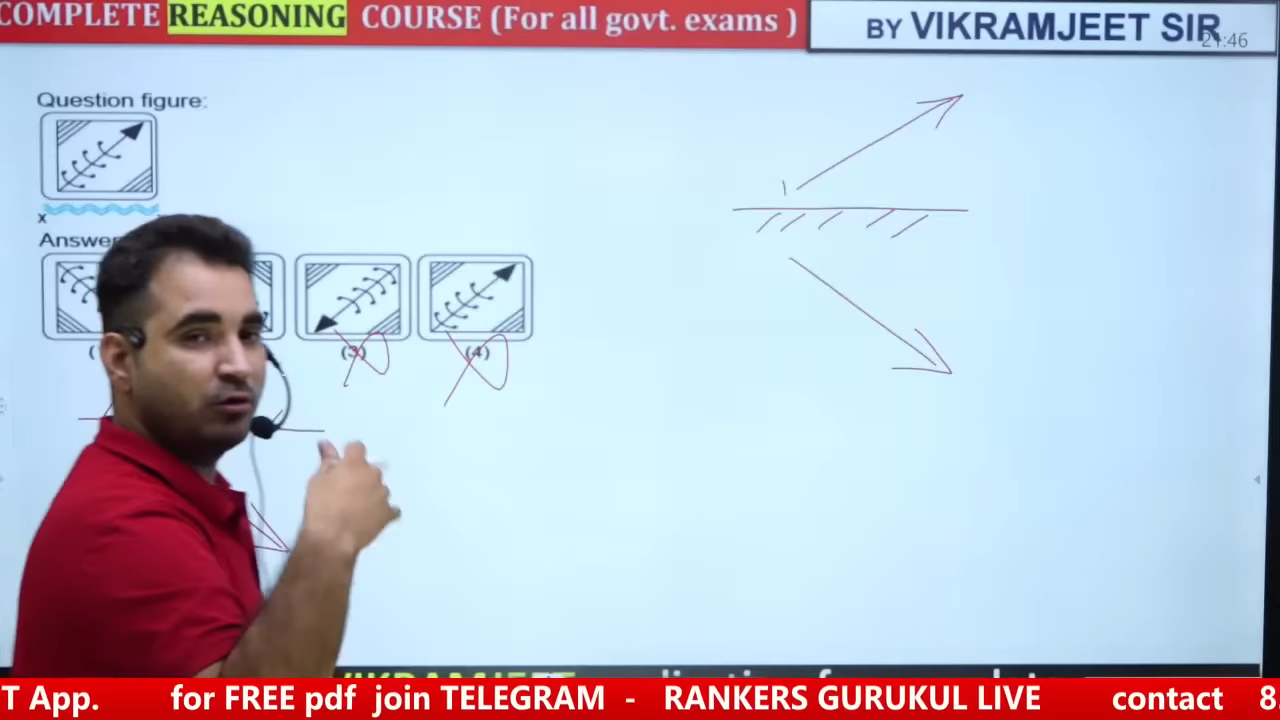 COMPLETE REASONING COURSE (For all govt. exams )
BY VIKRAMJEET SIR
21:46
Question figure:
x
Answer
(
(3)
(4)
T App. for FREE pdf join TELEGRAM - RANKERS GURUKUL LIVE contact 8